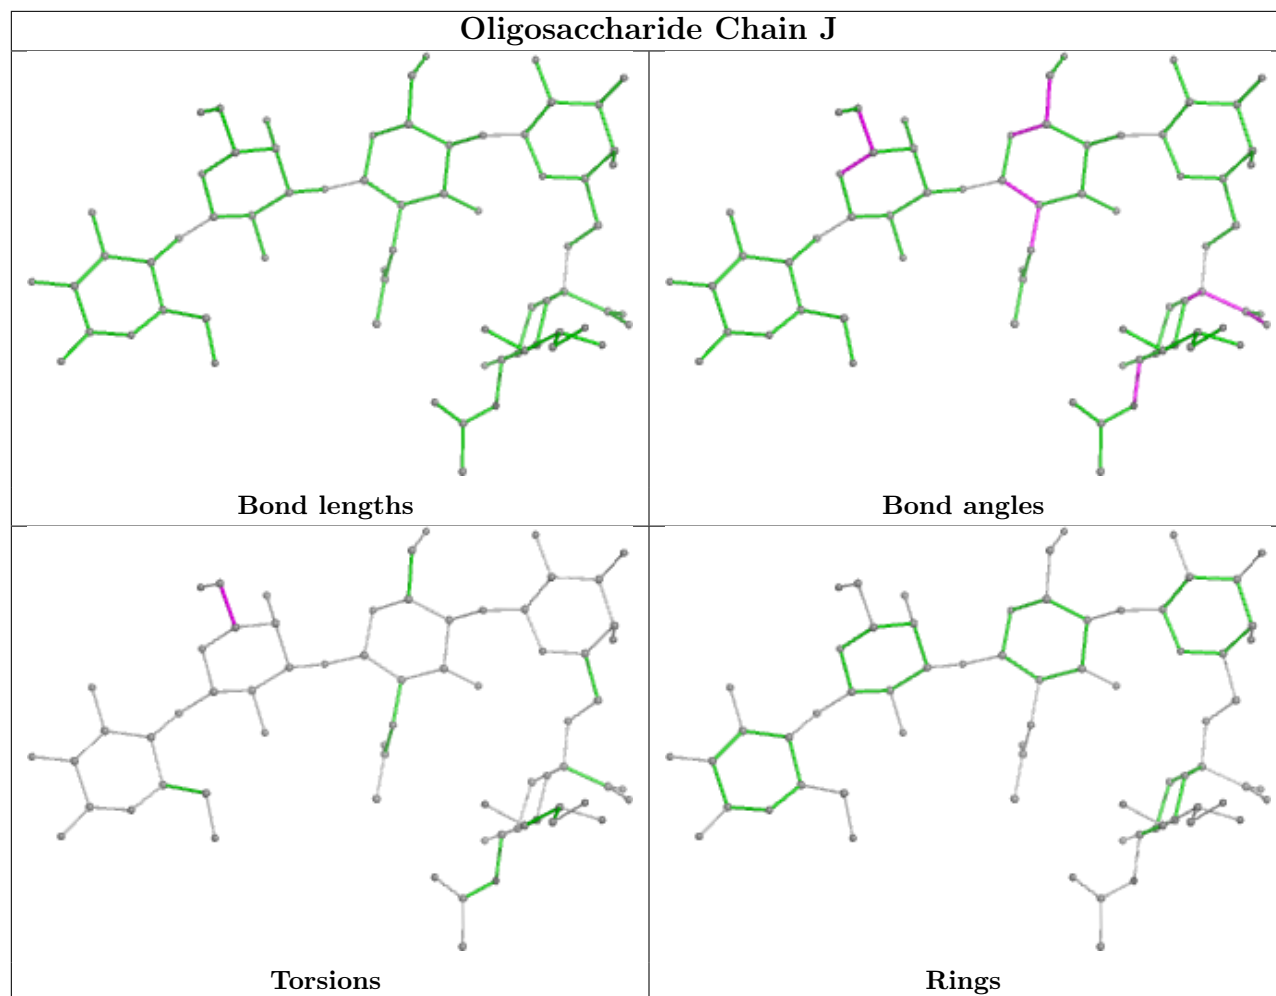 Oligosaccharide Chain J
Bond lengths
Bond angles
Torsions
Rings